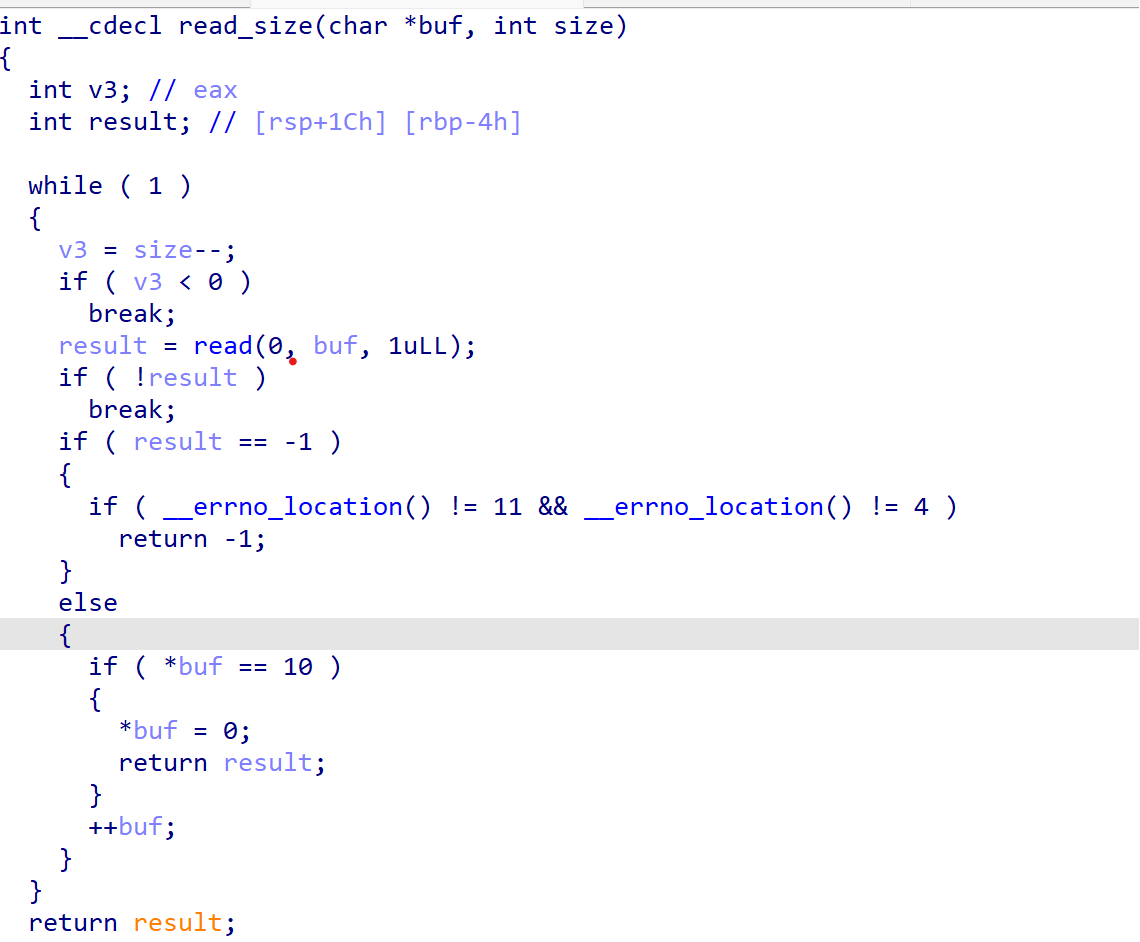 int __cdecl read_size(char *buf, int size)
{
  int v3; // eax
  int result; // [rsp+1Ch] [rbp-4h]

  while ( 1 )
  {
    v3 = size--;
    if ( v3 < 0 )
      break;
    result = read(0, buf, 1uLL);
    if ( !result )
      break;
    if ( result == -1 )
    {
      if ( __errno_location() != 11 && __errno_location() != 4 )
        return -1;
    }
    else
    {
      if ( *buf == 10 )
      {
        *buf = 0;
        return result;
      }
      ++buf;
    }
  }
  return result;